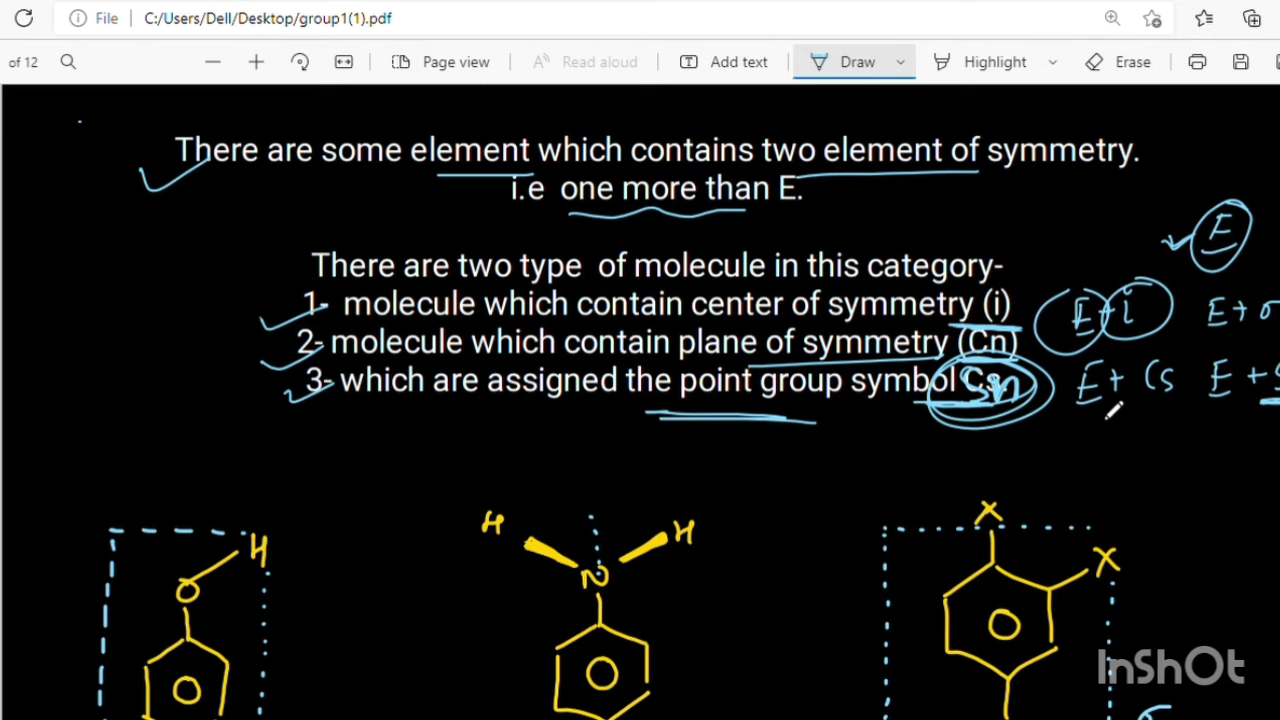 File C:/Users/Dell/Desktop/group1(1).pdf
of 12 Page view Read aloud Add text Draw Highlight Erase
There are some element which contains two element of symmetry.
i.e one more than E.
E
There are two type of molecule in this category-
1- molecule which contain center of symmetry (i) E+i E+σ
2- molecule which contain plane of symmetry (Cn)
3- which are assigned the point group symbol Sn E+ Cs E +
H H H X
X
O N
InShOt
σ